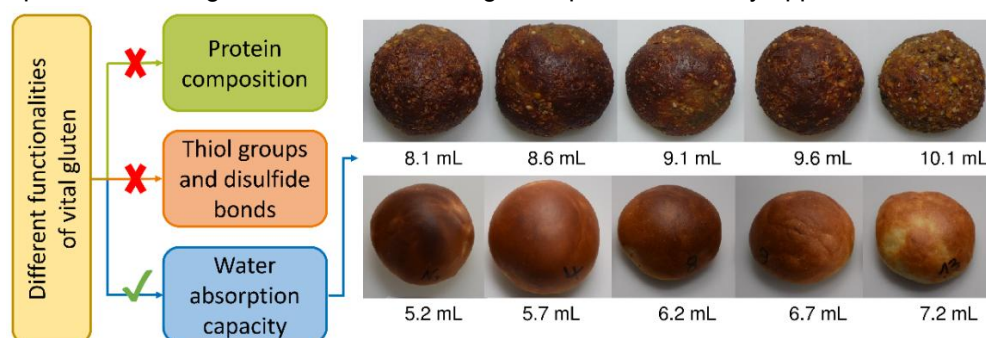 Different functionalities
of vital gluten
Protein
composition
Thiol groups
and disulfide
bonds
Water
absorption
capacity
8.1 mL 8.6 mL 9.1 mL 9.6 mL 10.1 mL
5.2 mL 5.7 mL 6.2 mL 6.7 mL 7.2 mL
13